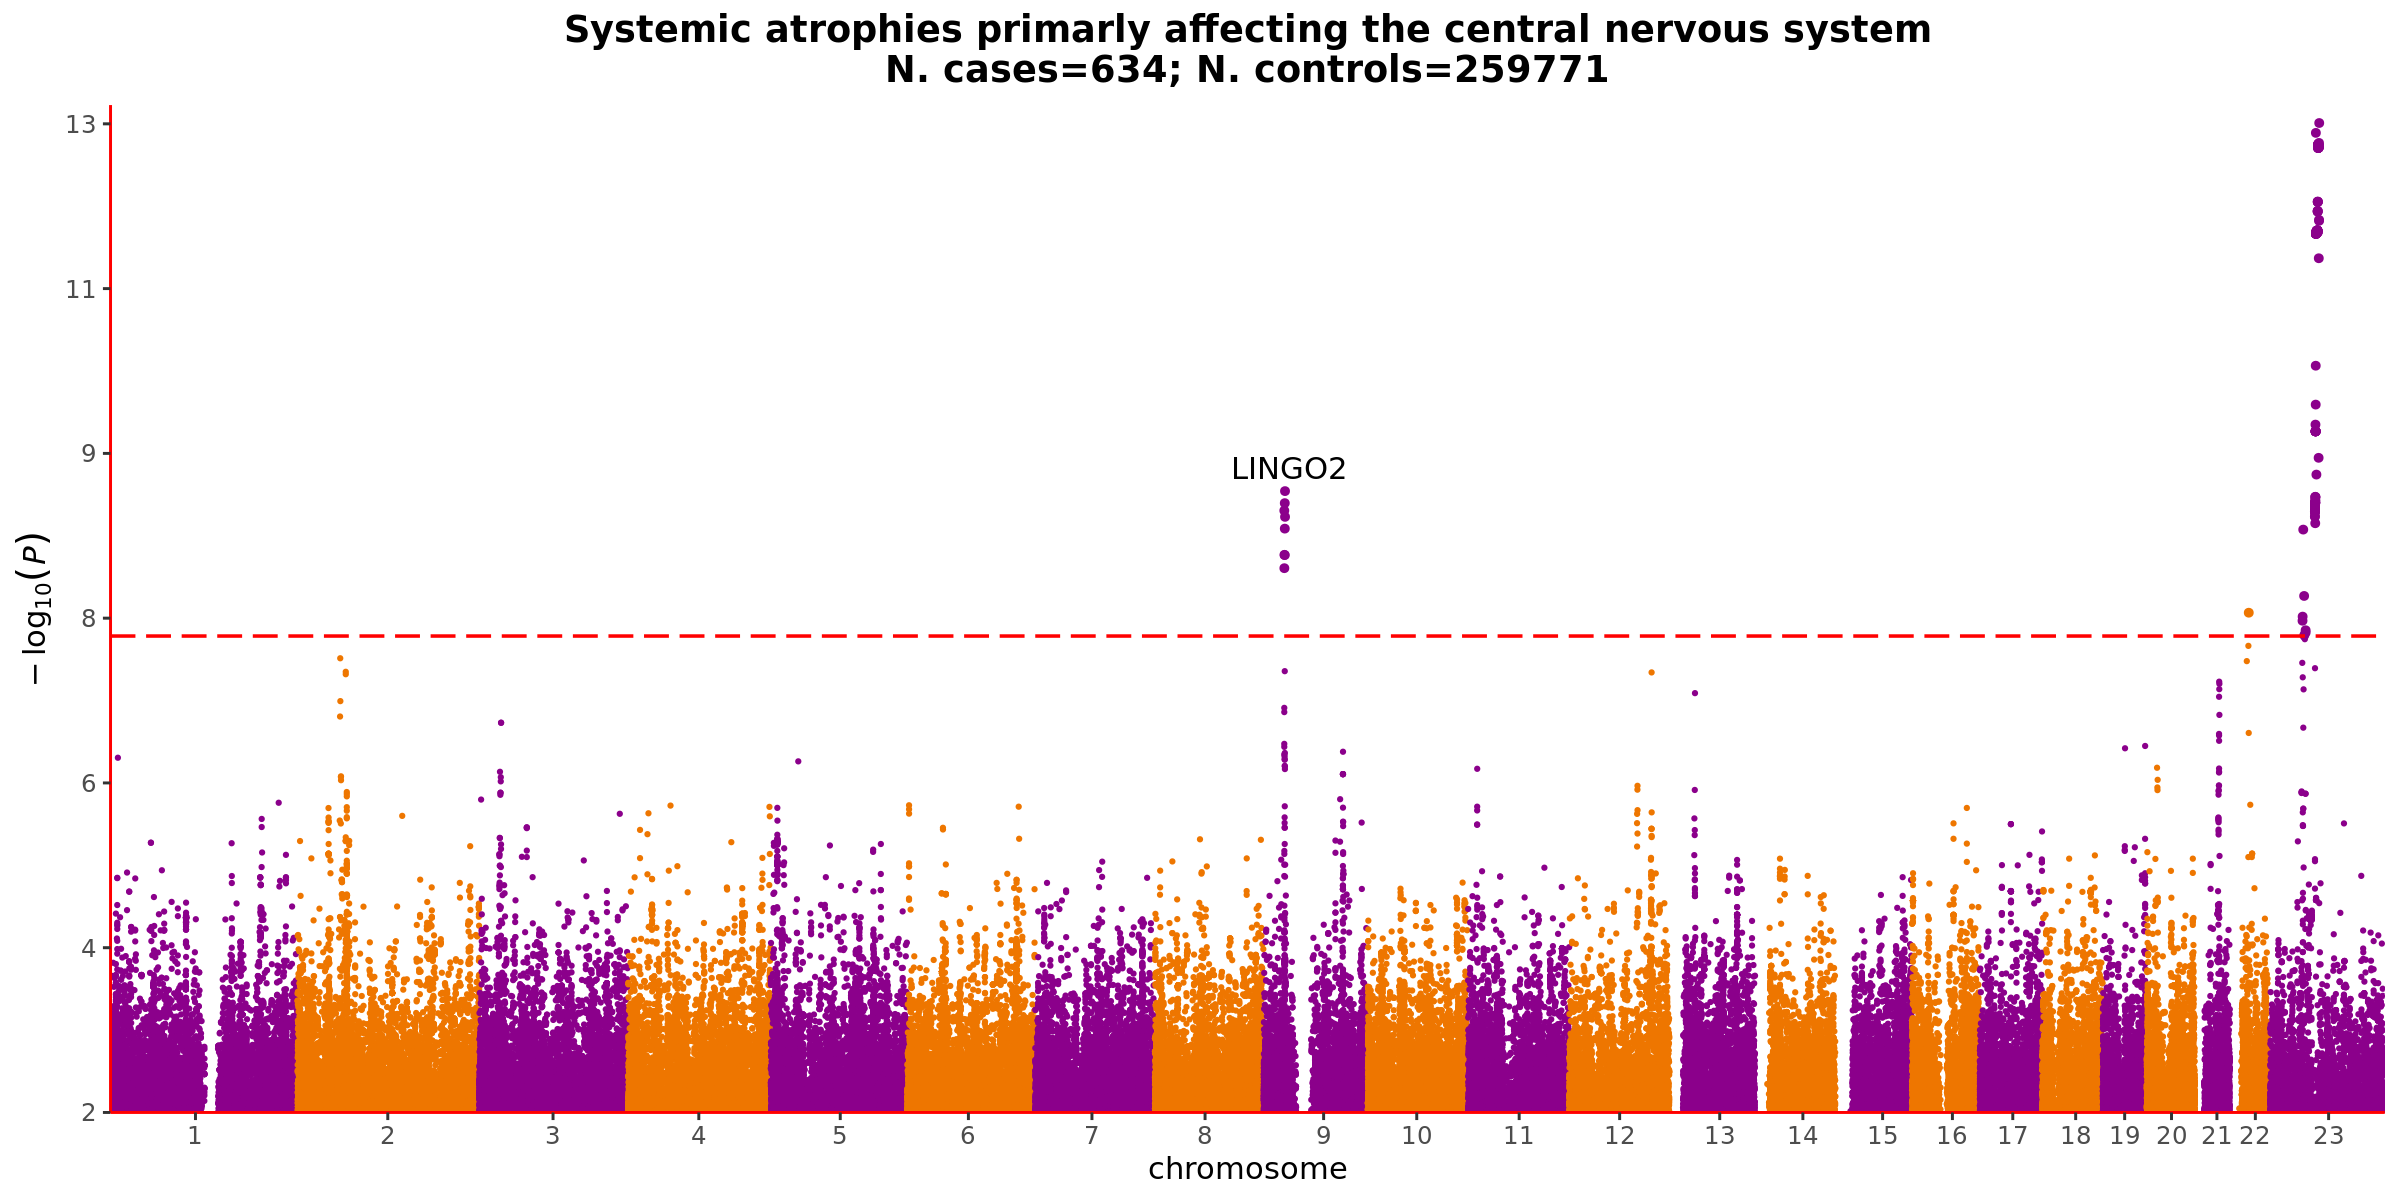 Systemic atrophies primarly affecting the central nervous system
N. cases=634; N. controls=259771
13
11
9
8
6
4
2
−log10(P)
LINGO2
1 2 3 4 5 6 7 8 9 10 11 12 13 14 15 16 17 18 19 20 21 22 23
chromosome